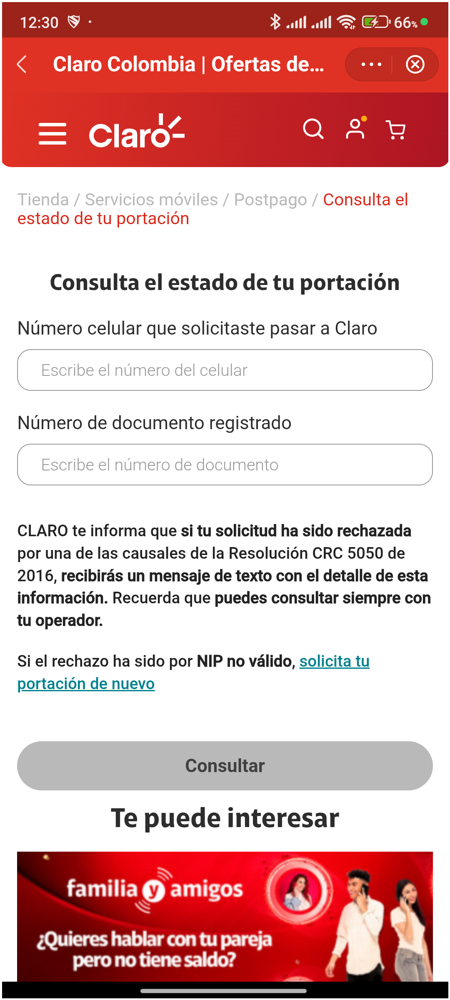 12:30
66%
Claro Colombia | Ofertas de...
Claro
Tienda / Servicios móviles / Postpago / Consulta el
estado de tu portación
Consulta el estado de tu portación
Número celular que solicitaste pasar a Claro
Escribe el número del celular
Número de documento registrado
Escribe el número de documento
CLARO te informa que si tu solicitud ha sido rechazada
por una de las causales de la Resolución CRC 5050 de
2016, recibirás un mensaje de texto con el detalle de esta
información. Recuerda que puedes consultar siempre con
tu operador.
Si el rechazo ha sido por NIP no válido, solicita tu
portación de nuevo
Consultar
Te puede interesar
familia y amigos
¿Quieres hablar con tu pareja
pero no tiene saldo?